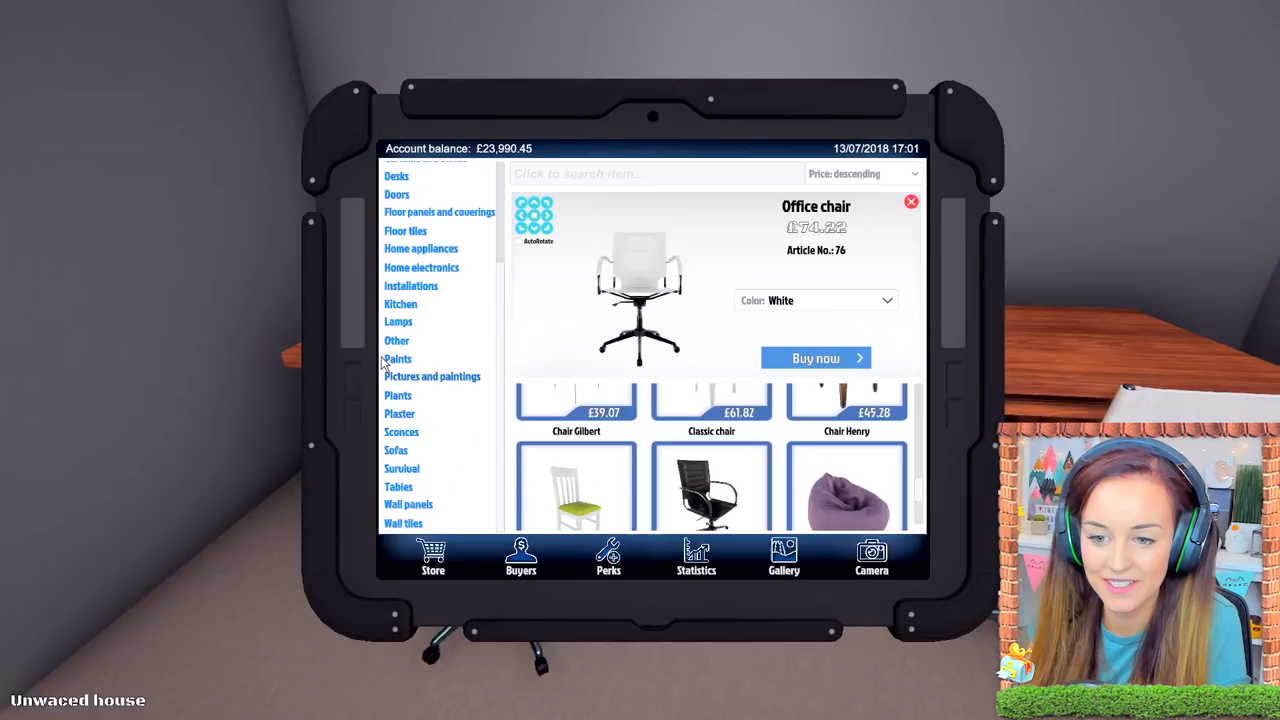 Account balance: £23,990.45
13/07/2018 17:01
Desks
Doors
Floor panels and coverings
Floor tiles
Home appliances
Home electronics
Installations
Kitchen
Lamps
Other
Paints
Pictures and paintings
Plants
Plaster
Sconces
Sofas
Survival
Tables
Wall panels
Wall tiles
Click to search item...
Price: descending
AutoRotate
Office chair
£74.22
Article No.: 76
Color: White
Buy now
£39.07
£61.82
£45.28
Chair Gilbert
Classic chair
Chair Henry
Store
Buyers
Perks
Statistics
Gallery
Camera
Unwaced house